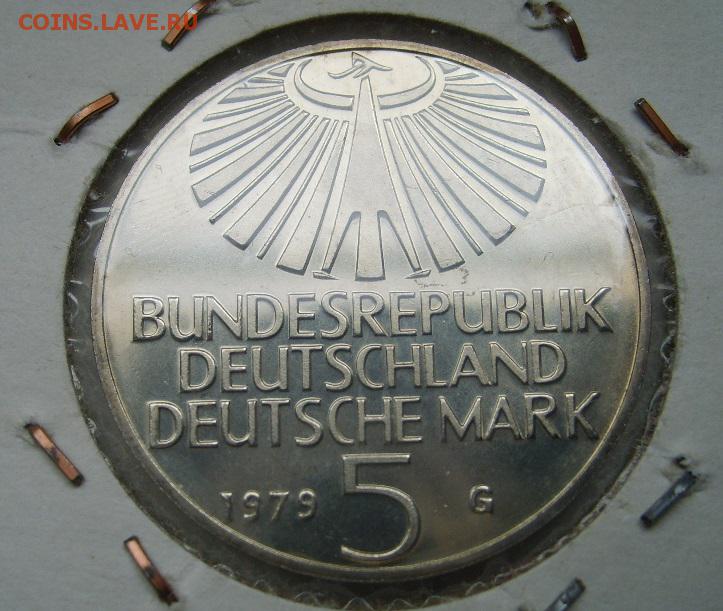 COINS.LAVE.RU
BUNDESREPUBLIK
DEUTSCHLAND
DEUTSCHE MARK
1979 5 G